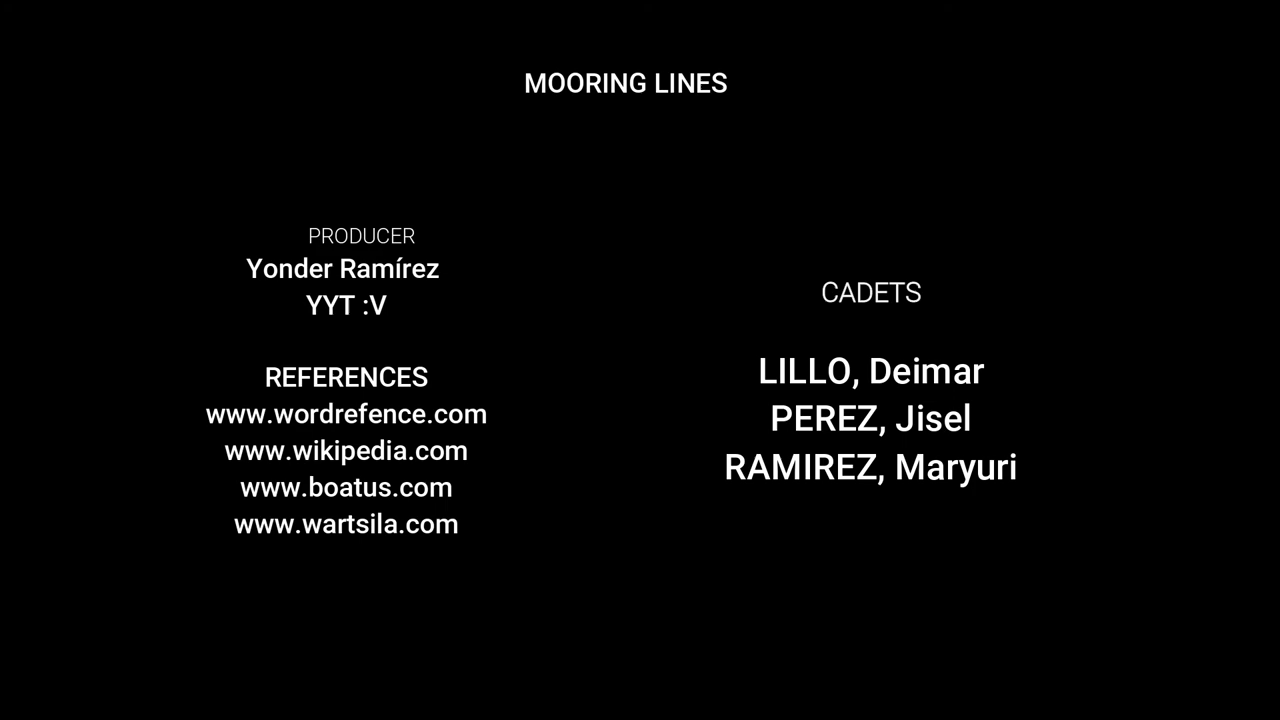 MOORING LINES
PRODUCER
Yonder Ramírez
YYT :V
REFERENCES
www.wordrefence.com
www.wikipedia.com
www.boatus.com
www.wartsila.com
CADETS
LILLO, Deimar
PEREZ, Jisel
RAMIREZ, Maryuri